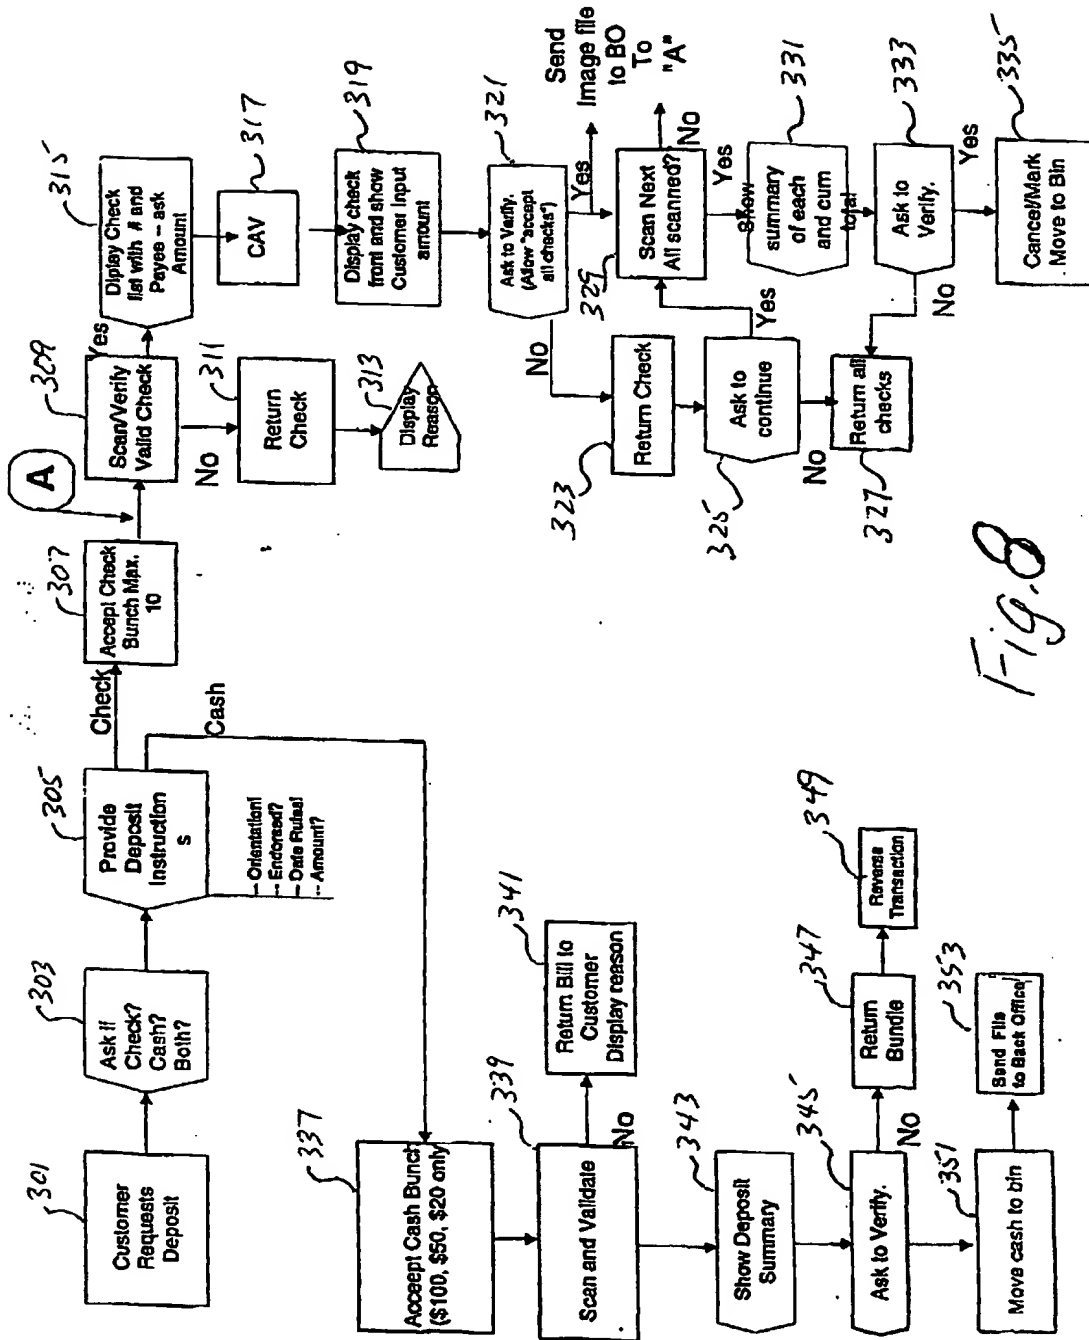 301
Customer
Requests
Deposit
303
Ask if
Check?
Cash?
Both?
305
Provide
Deposit
Instruction
s
-- Orientation!
-- Endorsed?
-- Date Rules!
-- Amount?
Check
Cash
307
Accept Check
Bunch Max.
10
A
309
Scan/Verify
Valid Check
Yes
No
311
Return
Check
313
Display
Reason
315
Diplay Check
flst with # and
Payee – ask
Amount
317
CAV
319
Display check
front and show
Customer Input
amount
321
Ask to Verify.
(Allow "accept
all checks")
Yes
No
Send
Image file
to BO
To
"A"
323
Return Check
325
Ask to
continue
Yes
No
327
Return all
checks
329
Scan Next
All scanned?
No
Yes
331
Show
summary
of each
and cum
total
333
Ask to
Verify.
No
Yes
335
Cancel/Mark
Move to Bin
337
Acceept Cash Bunch
($100, $50, $20 only)
339
Scan and Validate
No
341
Return Bill to
Customer
Display reason
343
Show Deposit
Summary
345
Ask to Verify.
No
347
Return
Bundle
349
Reverse
Transaction
351
Move cash to bin
353
Send File
to Back Office
Fig. 8